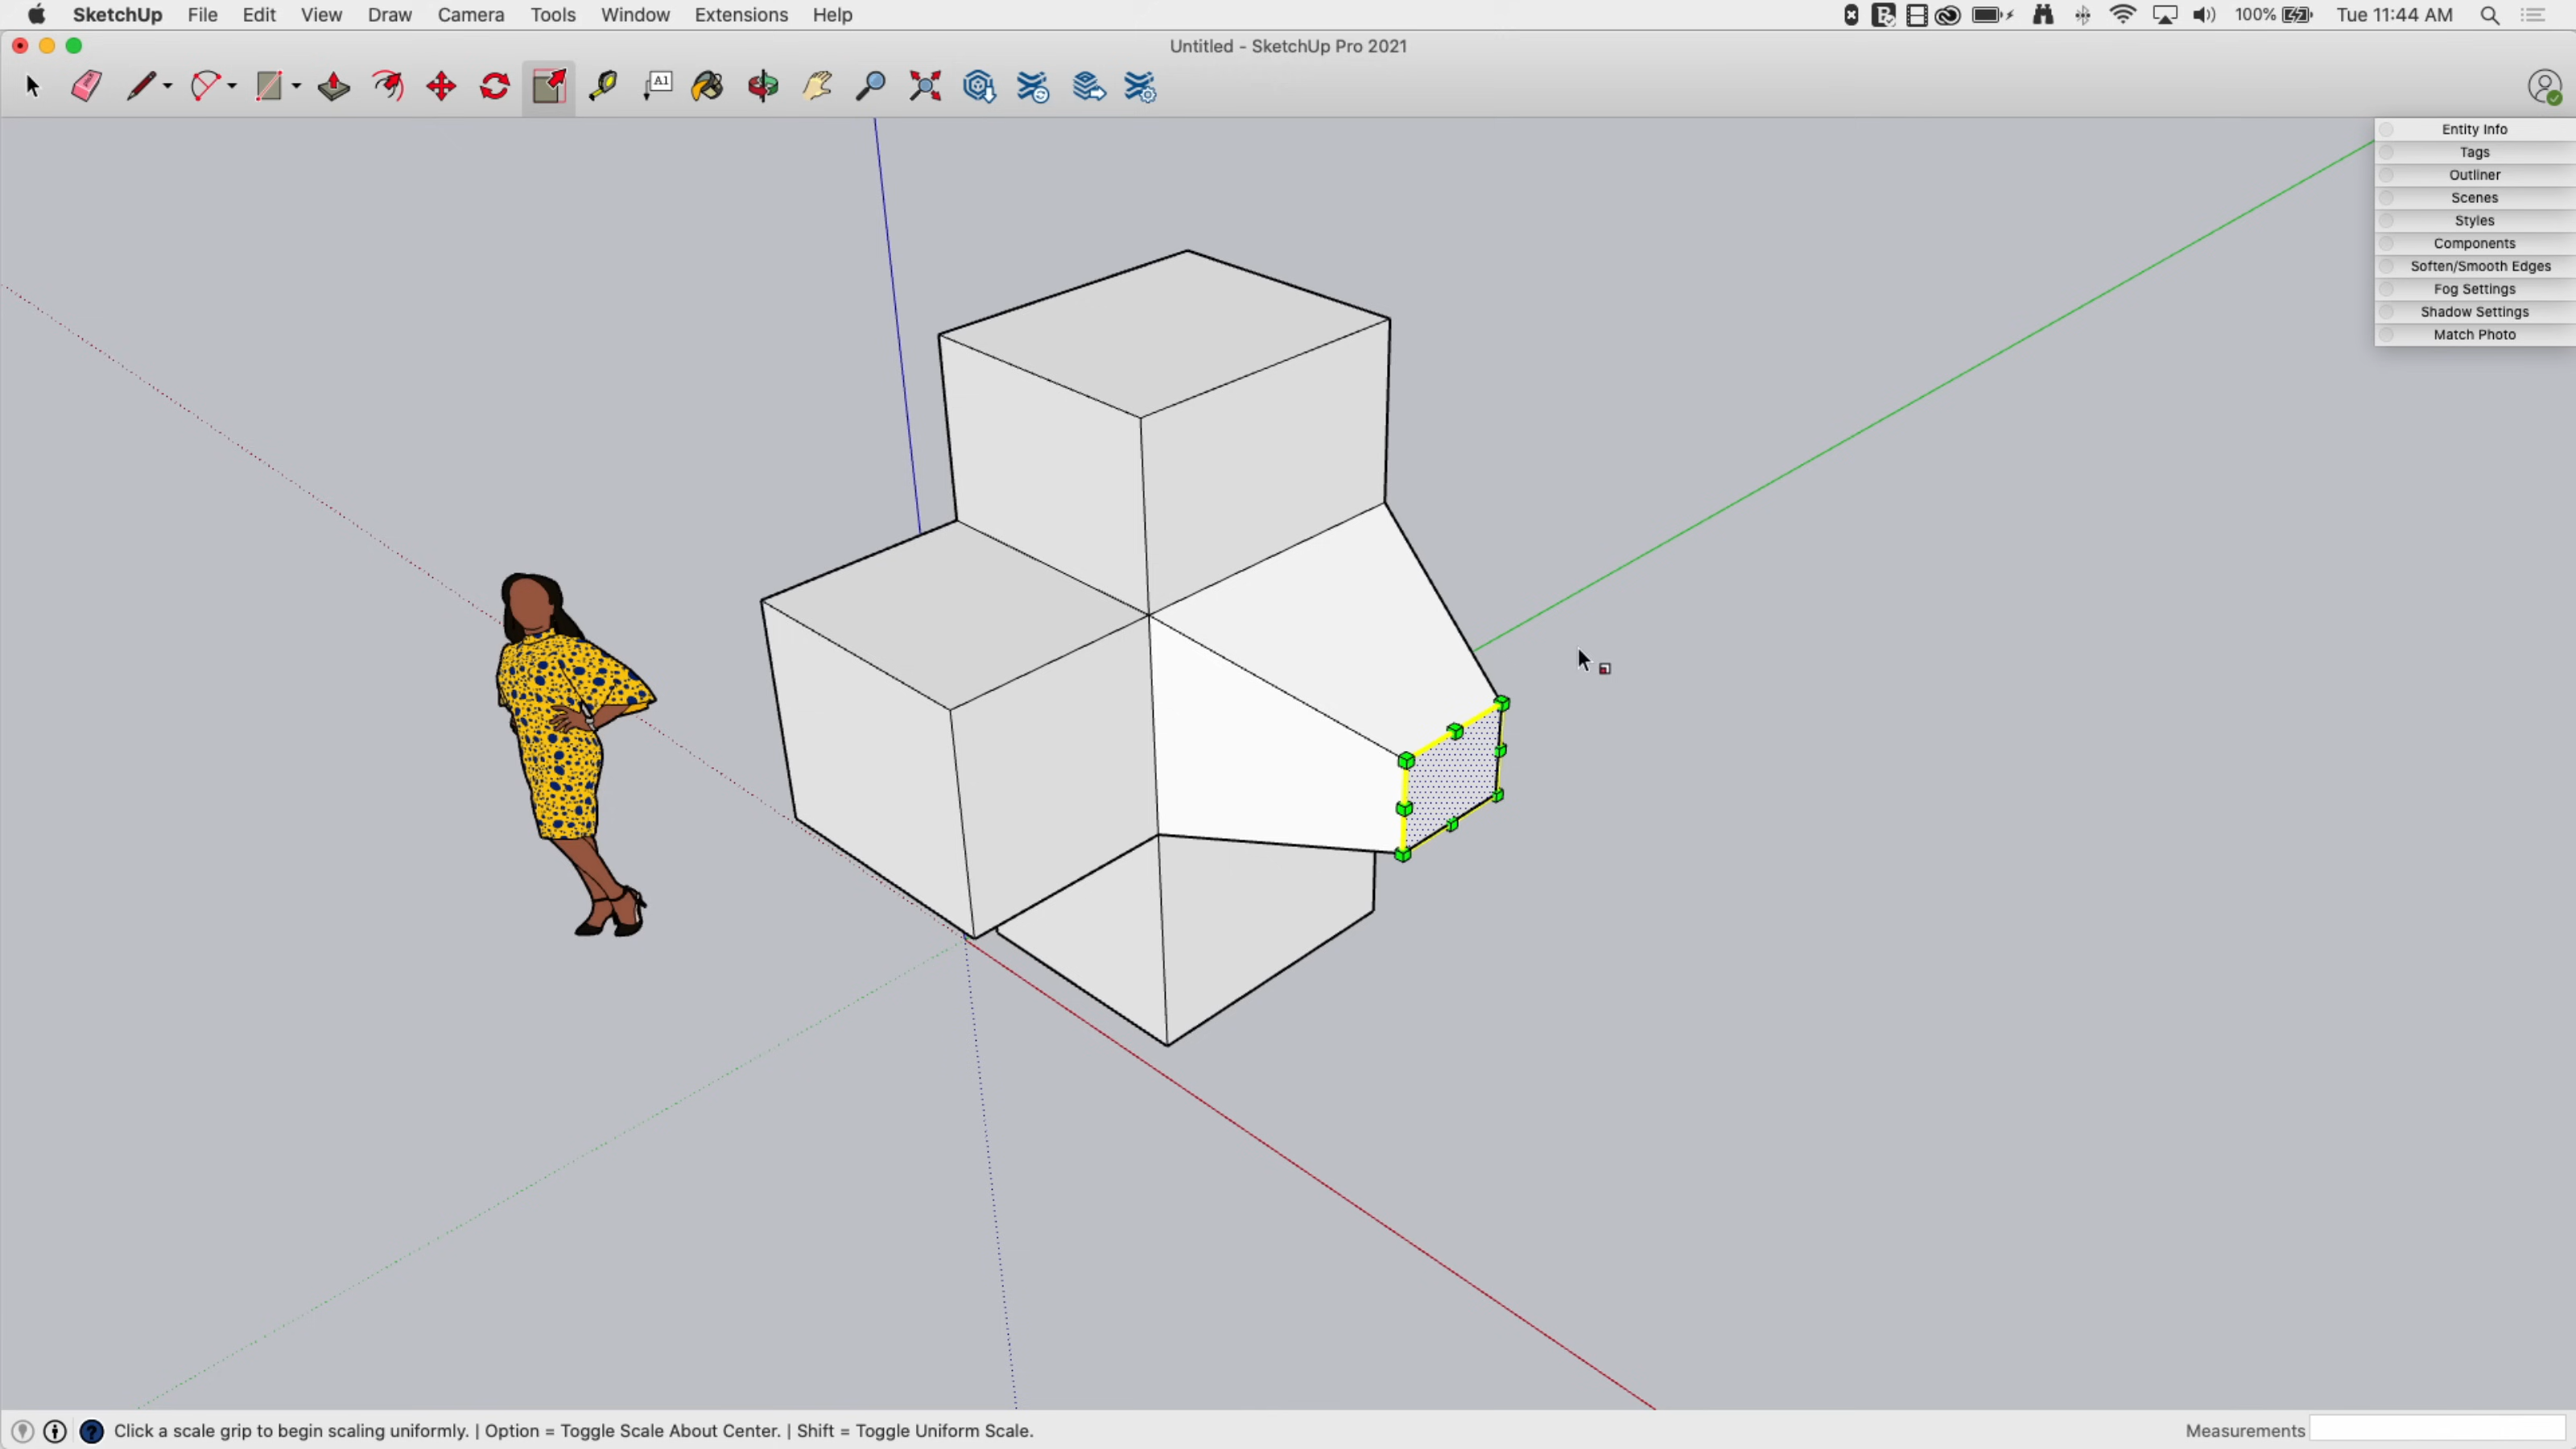 SketchUp File Edit View Draw Camera Tools Window Extensions Help 100% Tue 11:44 AM
Untitled - SketchUp Pro 2021
A1
Entity Info
Tags
Outliner
Scenes
Styles
Components
Soften/Smooth Edges
Fog Settings
Shadow Settings
Match Photo
Click a scale grip to begin scaling uniformly. | Option = Toggle Scale About Center. | Shift = Toggle Uniform Scale.
Measurements